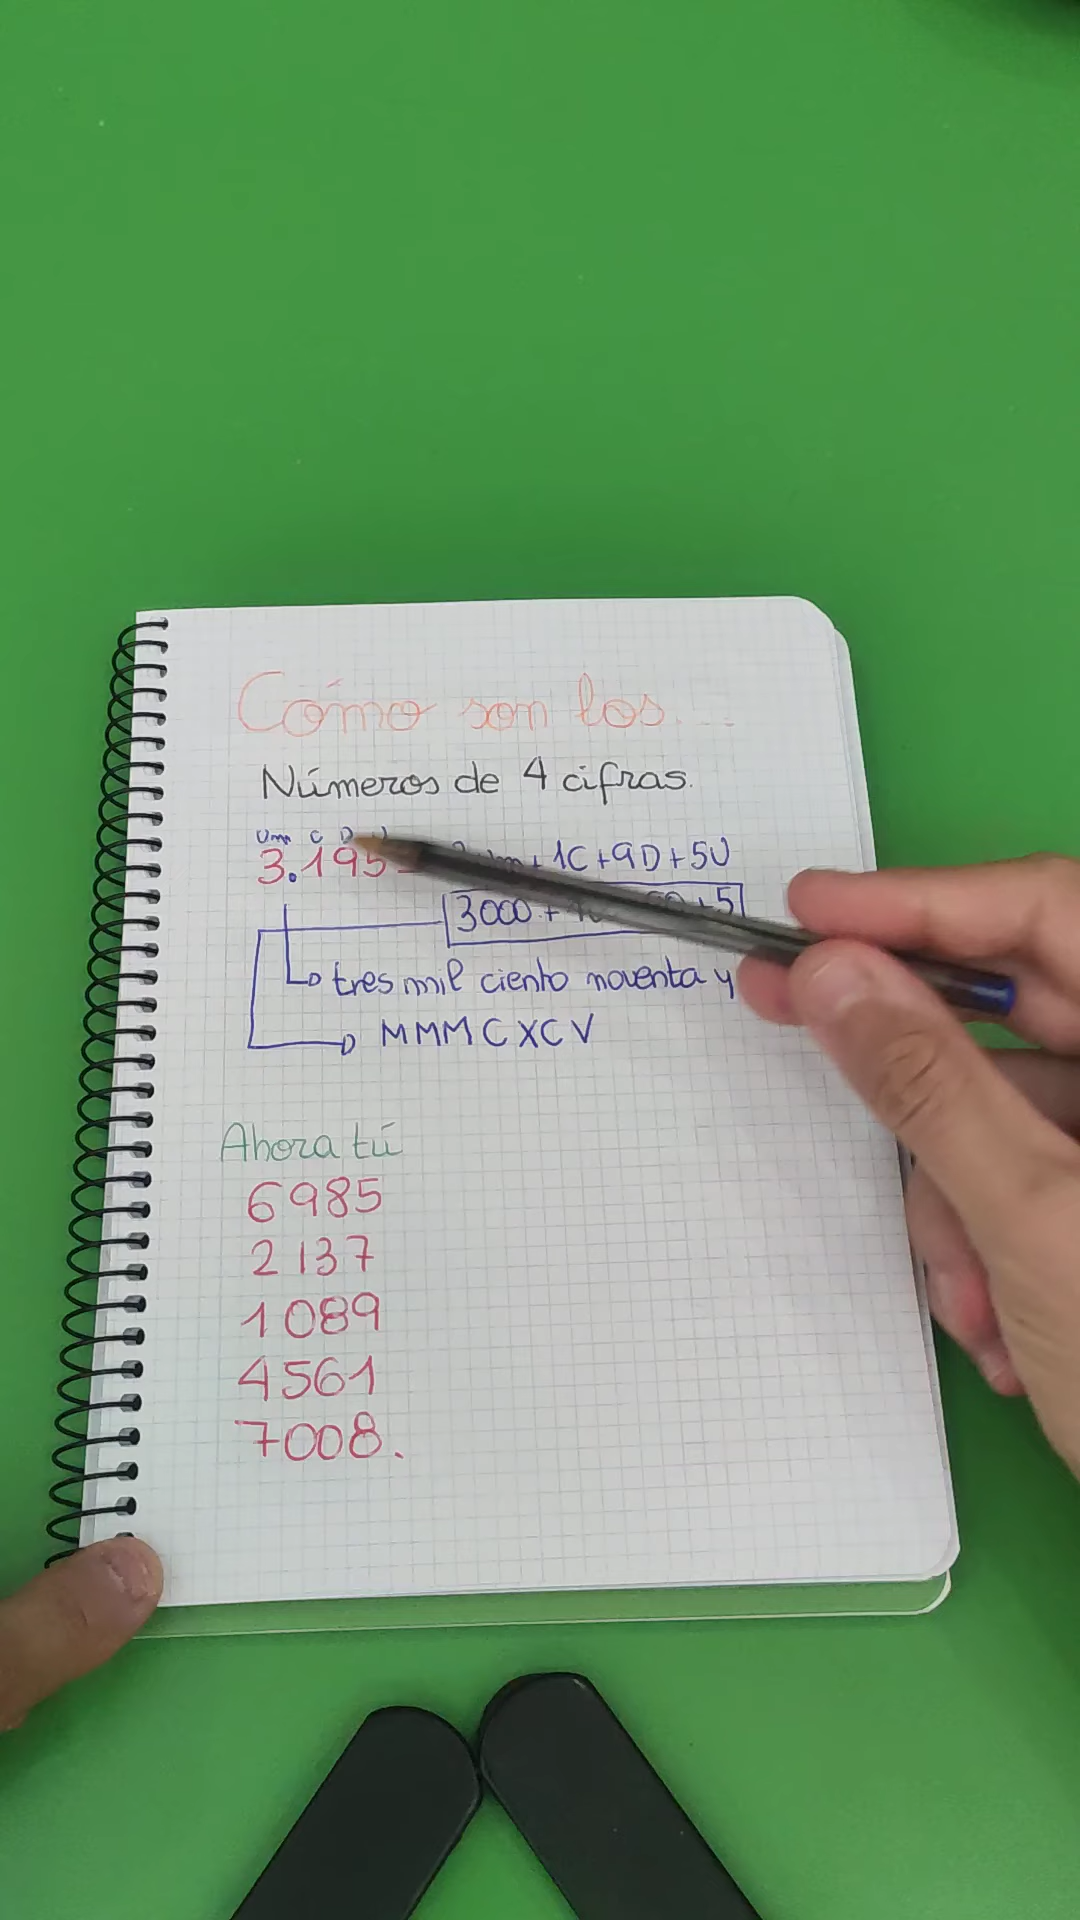 Cómo son los...
Números de 4 cifras.
Um C D U
3.195 1C+9D+5U
3000 + +5
tres mil ciento noventa y
MMMCXCV
Ahora tú
6985
2137
1089
4561
7008.